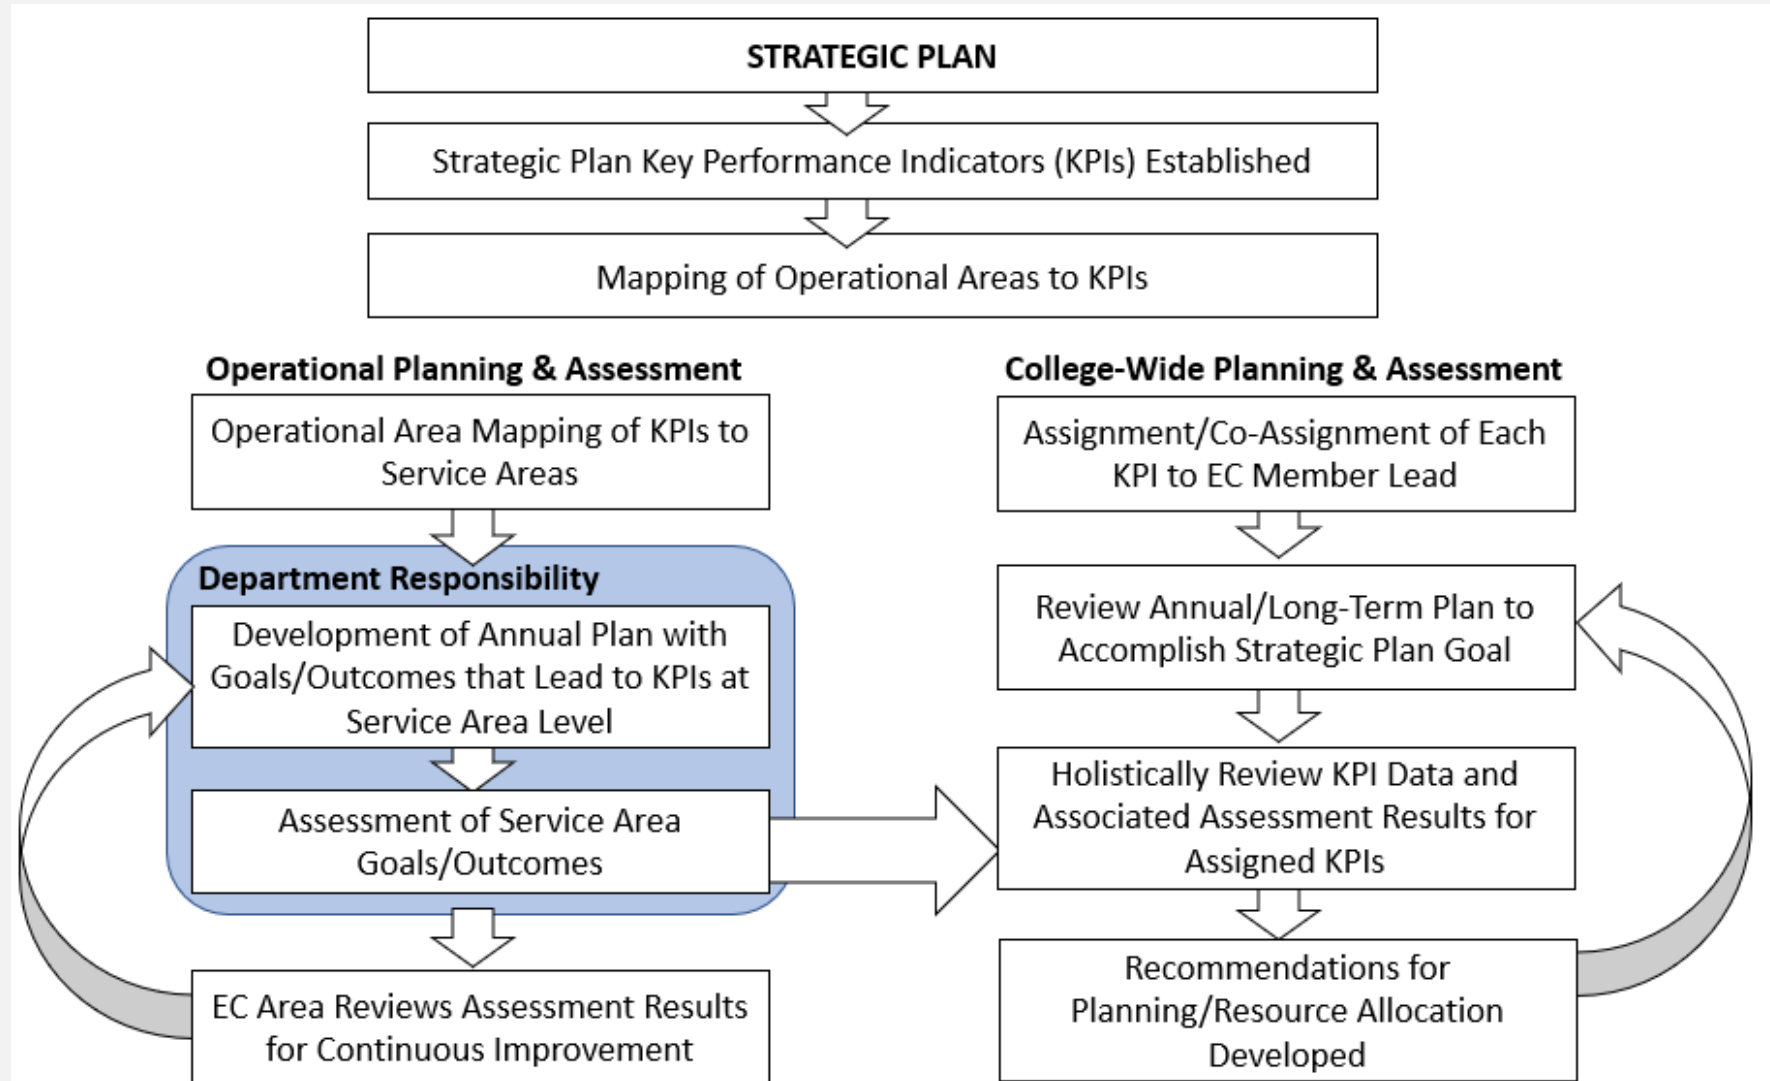 STRATEGIC PLAN
Strategic Plan Key Performance Indicators (KPIs) Established
Mapping of Operational Areas to KPIs
Operational Planning & Assessment
Operational Area Mapping of KPIs to
Service Areas
Department Responsibility
Development of Annual Plan with
Goals/Outcomes that Lead to KPIs at
Service Area Level
Assessment of Service Area
Goals/Outcomes
EC Area Reviews Assessment Results
for Continuous Improvement
College-Wide Planning & Assessment
Assignment/Co-Assignment of Each
KPI to EC Member Lead
Review Annual/Long-Term Plan to
Accomplish Strategic Plan Goal
Holistically Review KPI Data and
Associated Assessment Results for
Assigned KPIs
Recommendations for
Planning/Resource Allocation
Developed